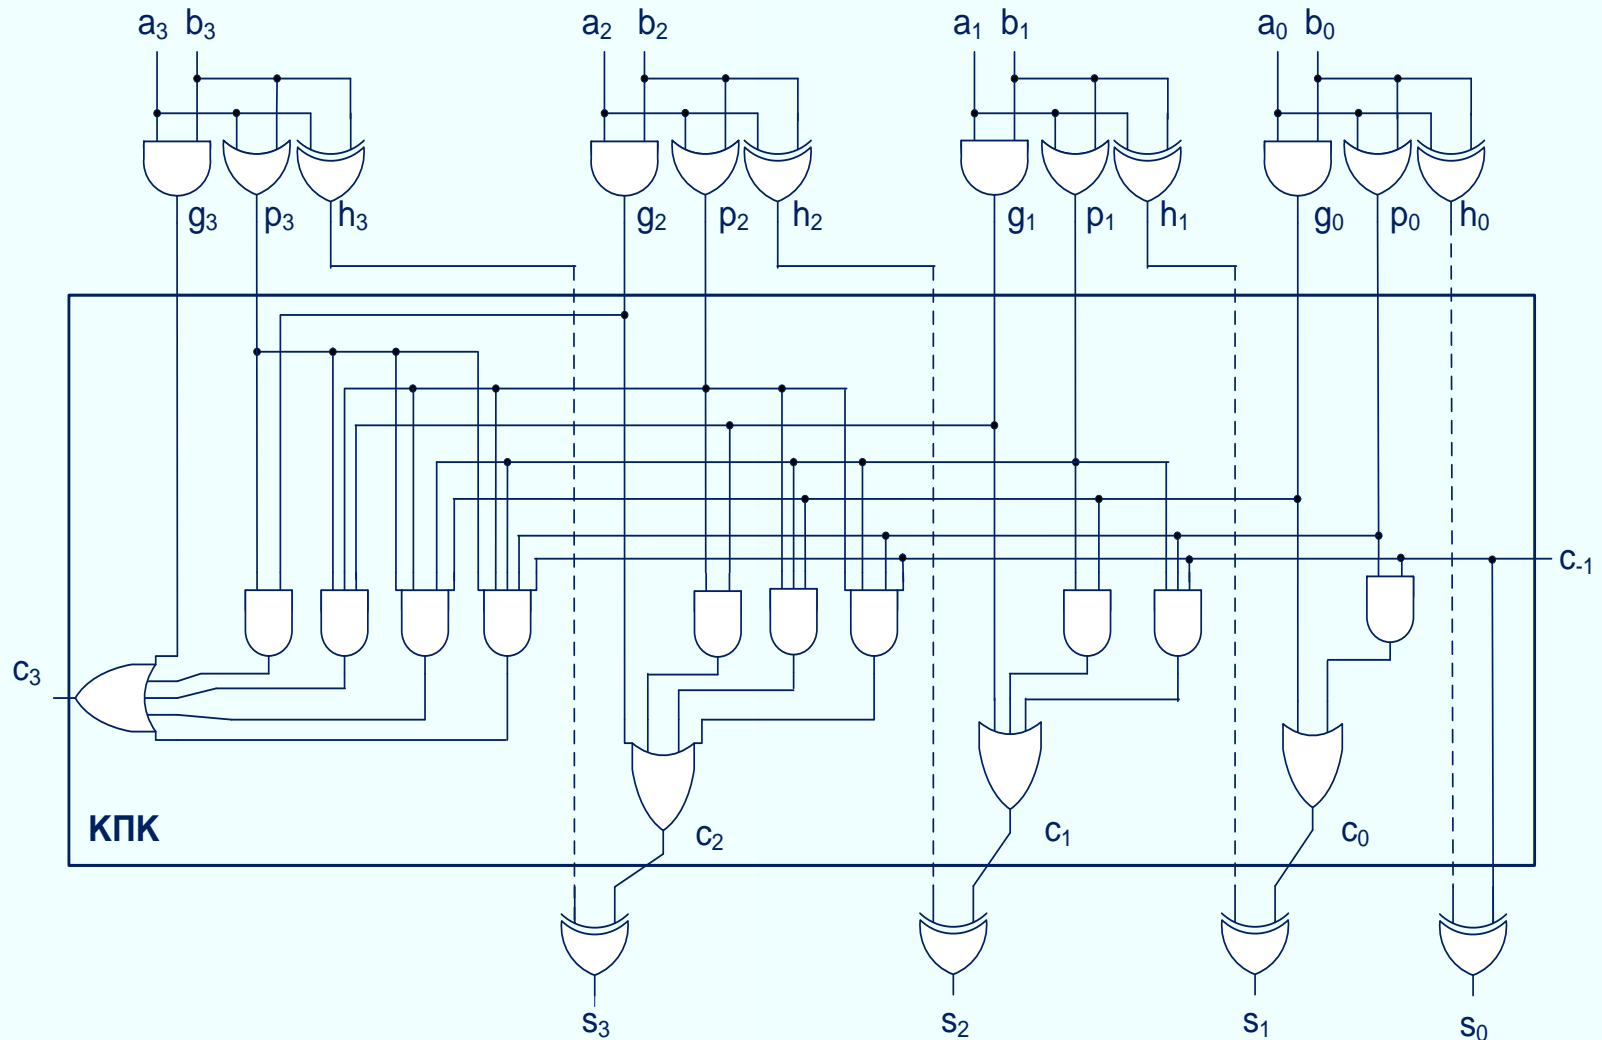 a₃ b₃ a₂ b₂ a₁ b₁ a₀ b₀
g₃ p₃ h₃ g₂ p₂ h₂ g₁ p₁ h₁ g₀ p₀ h₀
c₋₁
c₃
КПК c₂ c₁ c₀
s₃ s₂ s₁ s₀